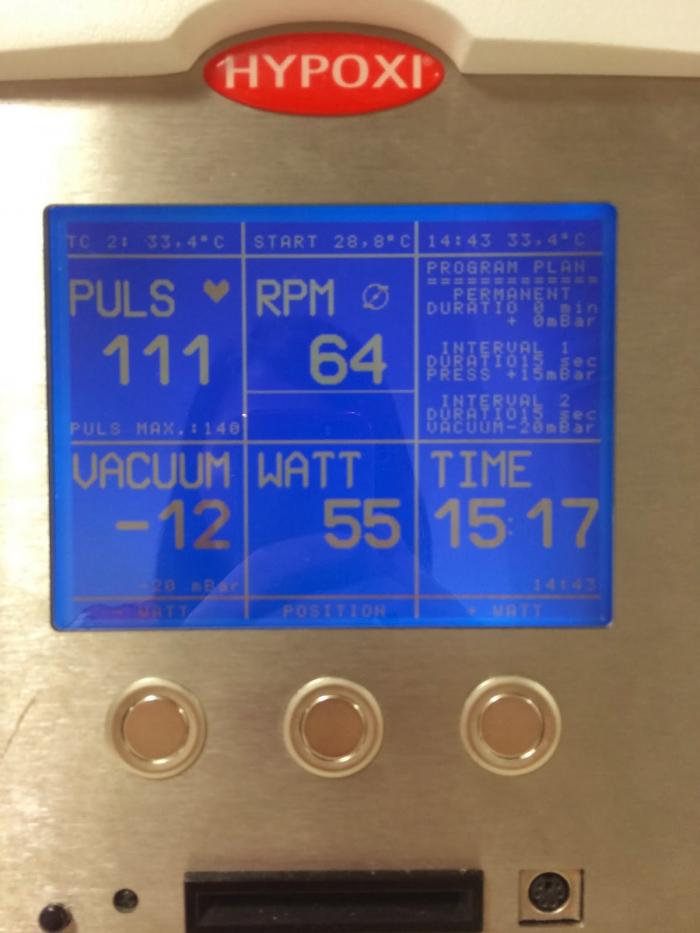 HYPOXI®
TC 2: 33,4°C
START 28,8°C
14:43 33,4°C
PULS
111
PULS MAX.:140
RPM
64
PROGRAM PLAN
============
PERMANENT
DURATIO 0 min
+ 0mBar
INTERVAL 1
DURATIO15 sec
PRESS +15mBar
INTERVAL 2
DURATIO15 sec
VACUUM-20mBar
VACUUM
-12
-20 mBar
WATT
55
TIME
15:17
14:43
- WATT
POSITION
+ WATT